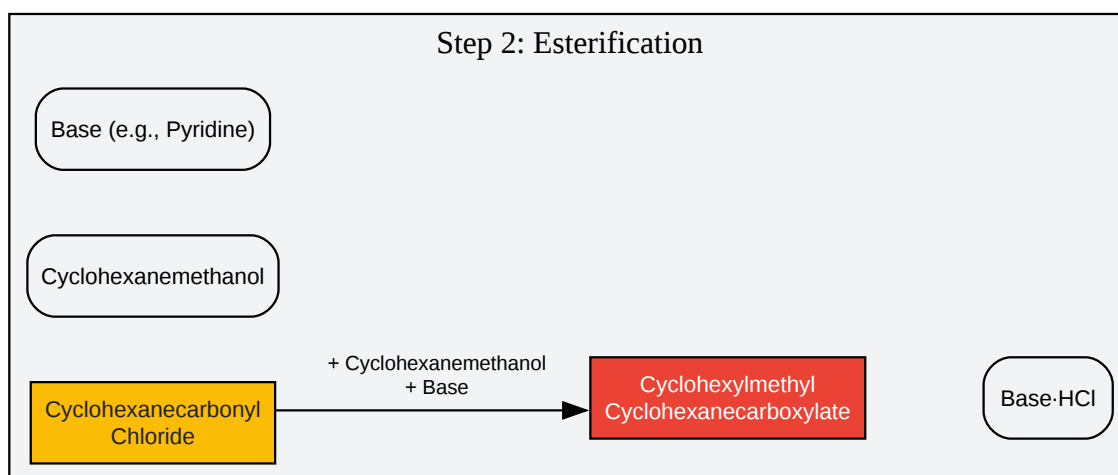 Step 2: Esterification
Base (e.g., Pyridine)
Cyclohexanemethanol
+ Cyclohexanemethanol
+ Base
Cyclohexanecarbonyl
Chloride
Cyclohexylmethyl
Cyclohexanecarboxylate
Base·HCl